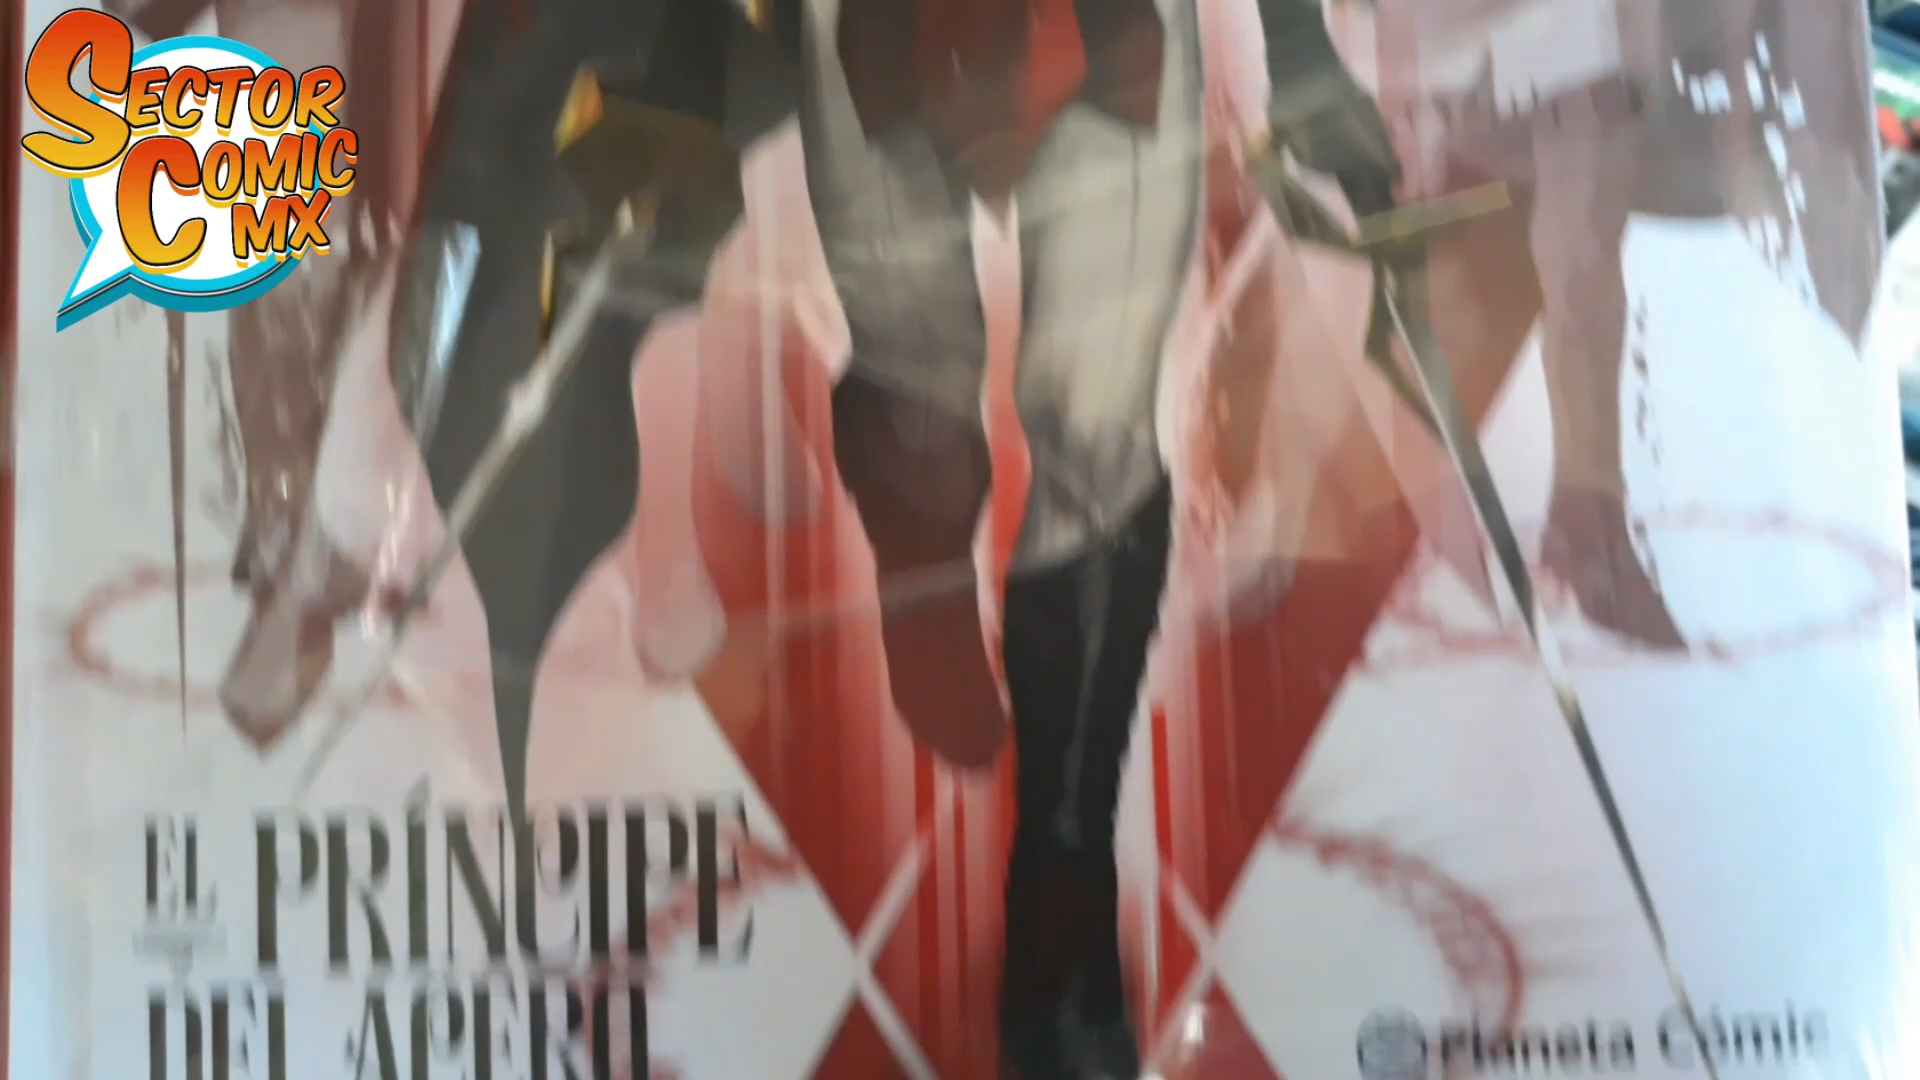 SECTOR
COMIC
MX
EL PRÍNCIPE
DEL ACERO
Planeta Cómic